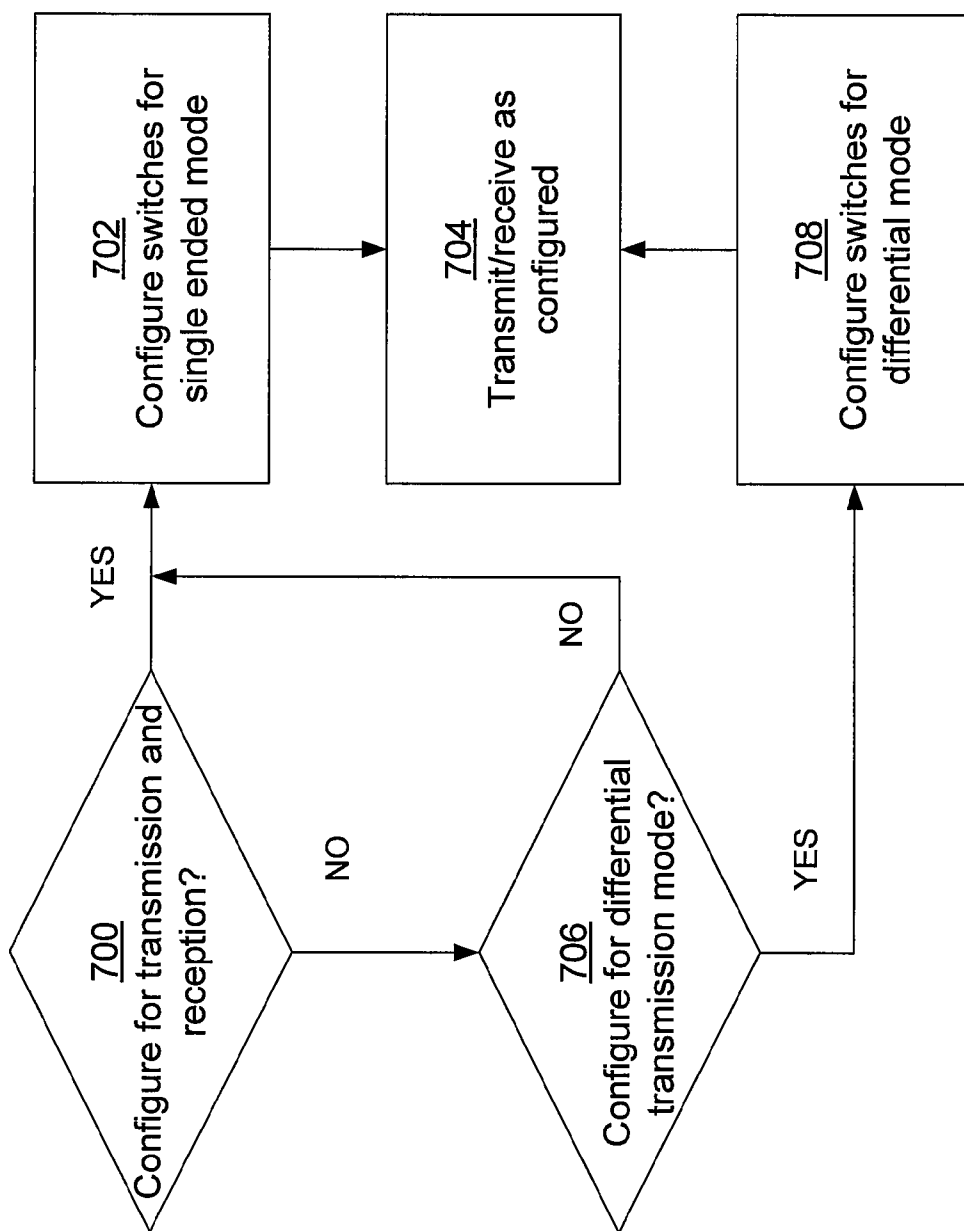 700
Configure for transmission and
reception?
YES
702
Configure switches for
single ended mode
NO
704
Transmit/receive as
configured
706
Configure for differential
transmission mode?
NO
YES
708
Configure switches for
differential mode